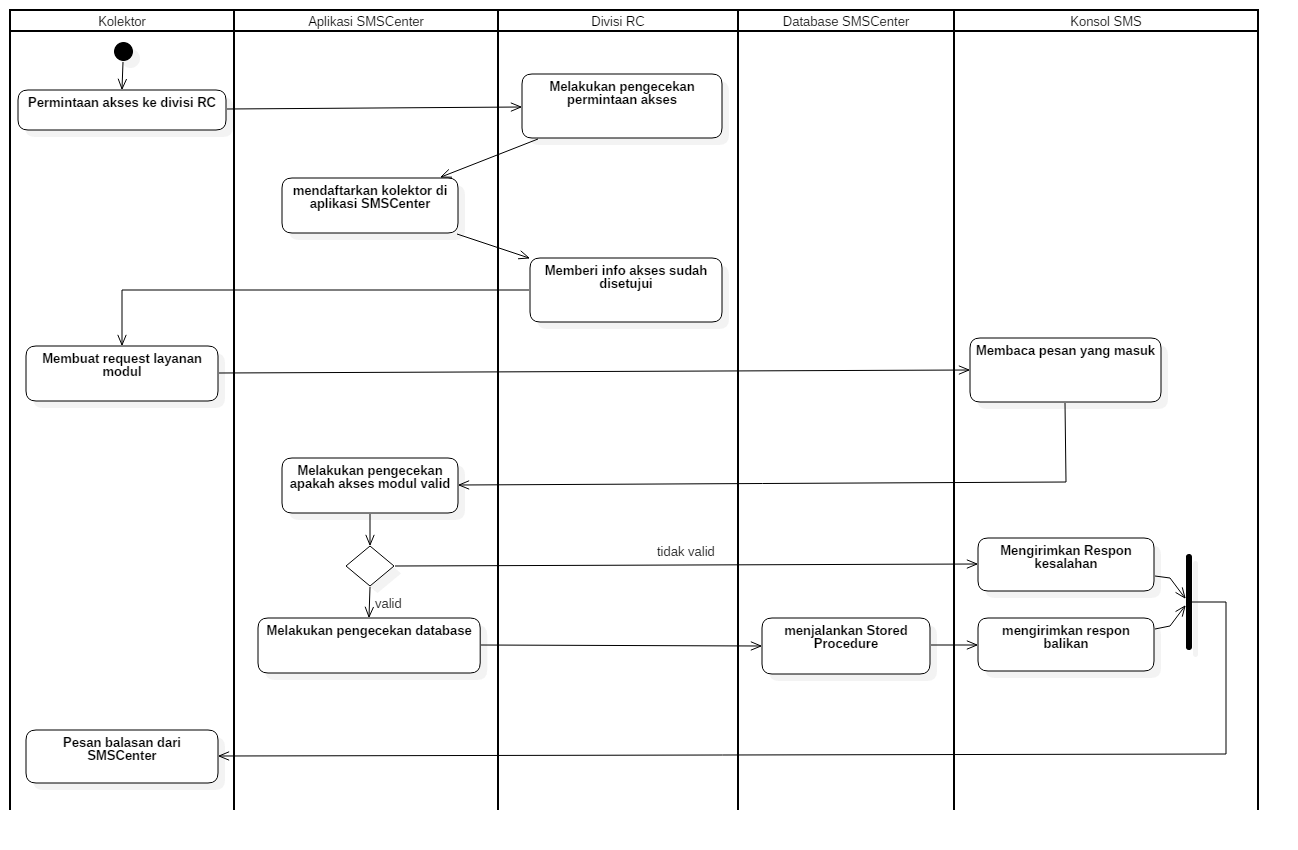 Kolektor
Aplikasi SMSCenter
Divisi RC
Database SMSCenter
Konsol SMS
Permintaan akses ke divisi RC
Melakukan pengecekan
permintaan akses
mendaftarkan kolektor di
aplikasi SMSCenter
Memberi info akses sudah
disetujui
Membuat request layanan
modul
Membaca pesan yang masuk
Melakukan pengecekan
apakah akses modul valid
tidak valid
Mengirimkan Respon
kesalahan
valid
Melakukan pengecekan database
menjalankan Stored
Procedure
mengirimkan respon
balikan
Pesan balasan dari
SMSCenter